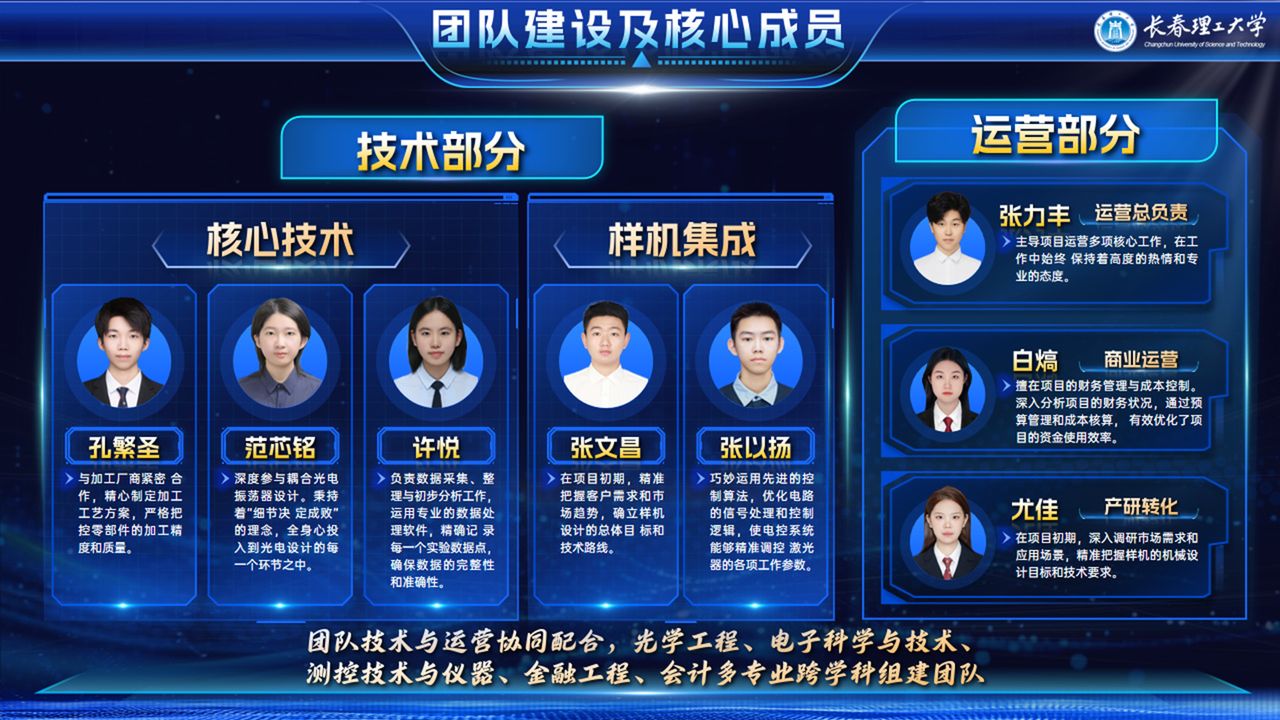 团队建设及核心成员
长春理工大学
Changchun University of Science and Technology
技术部分
核心技术
孔繁圣
与加工厂商紧密 合
作，精心制定加工
工艺方案，严格把
控零部件的加工精
度和质量。
范芯铭
深度参与耦合光电
振荡器设计。秉持
着“细节决 定成败”
的理念，全身心投
入到光电设计的每
一个环节之中。
许悦
负责数据采集、整
理与初步分析工作，
运用专业的数据处
理软件，精确记 录
每一个实验数据点，
确保数据的完整性
和准确性。
样机集成
张文昌
在项目初期，精准
把握客户需求和市
场趋势，确立样机
设计的总体目 标和
技术路线。
张以扬
巧妙运用先进的控
制算法，优化电路
的信号处理和控制
逻辑，使电控系统
能够精准调控 激光
器的各项工作参数。
运营部分
张力丰 运营总负责
主导项目运营多项核心工作，在工
作中始终 保持着高度的热情和专
业的态度。
白熇 商业运营
擅在项目的财务管理与成本控制。
深入分析项目的财务状况，通过预
算管理和成本核算， 有效优化了项
目的资金使用效率。
尤佳 产研转化
在项目初期，深入调研市场需求和
应用场景，精准把握样机的机械设
计目标和技术要求。
团队技术与运营协同配合，光学工程、电子科学与技术、
测控技术与仪器、金融工程、会计多专业跨学科组建团队